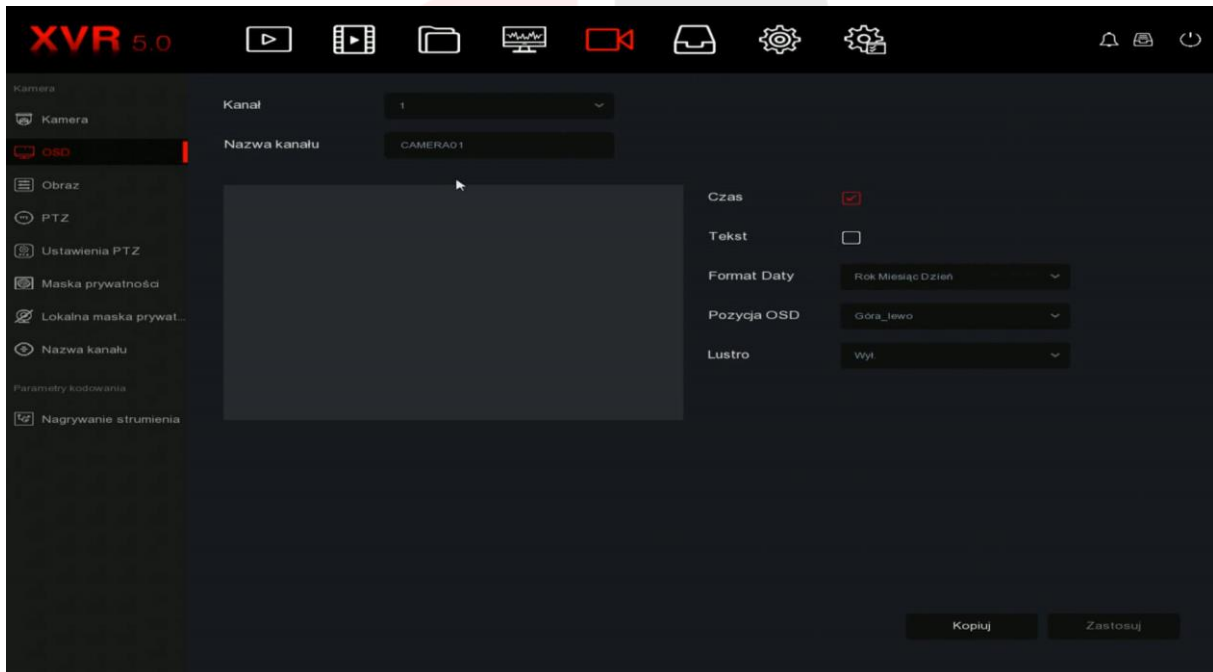 XVR 5.0
Kamera
Kamera
OSD
Obraz
PTZ
Ustawienia PTZ
Maska prywatności
Lokalna maska prywat...
Nazwa kanału
Parametry kodowania
Nagrywanie strumienia
Kanał 1
Nazwa kanału CAMERA01
Czas
Tekst
Format Daty Rok Miesiąc Dzień
Pozycja OSD Góra_lewo
Lustro Wył.
Kopiuj Zastosuj